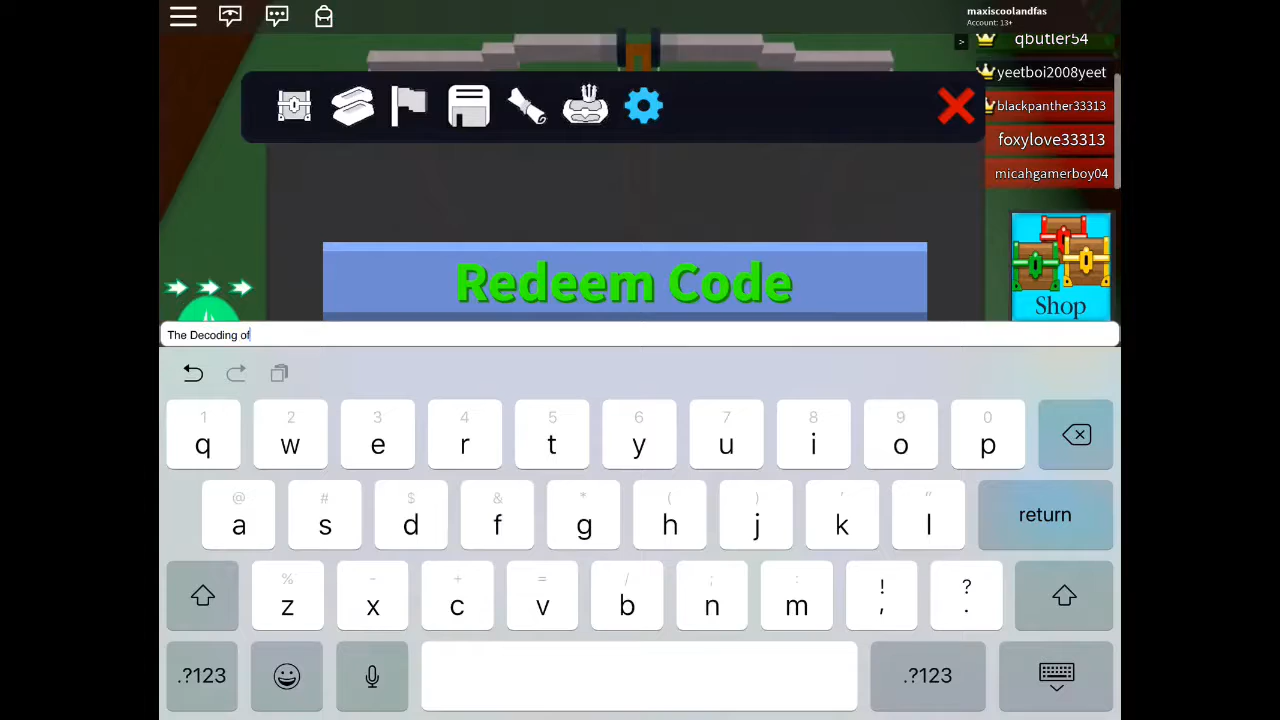 maxiscoolandfas
Account: 13+
>
qbutler54
yeetboi2008yeet
blackpanther33313
foxylove33313
micahgamerboy04
Redeem Code
Shop
The Decoding of
1 2 3 4 5 6 7 8 9 0
q w e r t y u i o p
@ # $ & * ( ) ' "
a s d f g h j k l return
% - + = / ; : ! ?
z x c v b n m , .
.?123 .?123